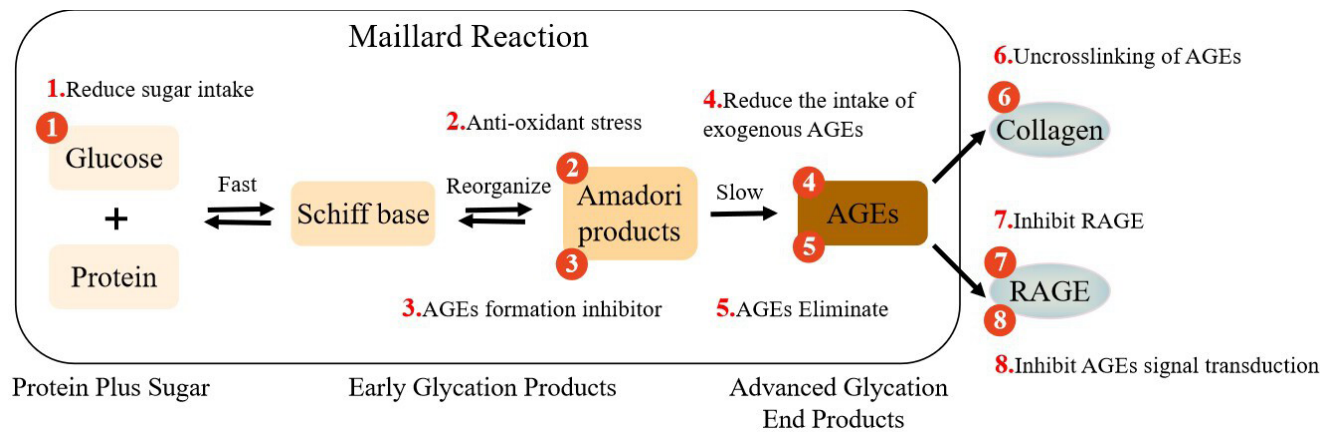 Maillard Reaction
1.Reduce sugar intake
1
Glucose
+
Protein
Fast
Schiff base
Reorganize
2.Anti-oxidant stress
2
Amadori
products
3
3.AGEs formation inhibitor
Slow
4.Reduce the intake of
exogenous AGEs
4
AGEs
5
5.AGEs Eliminate
6.Uncrosslinking of AGEs
6
Collagen
7.Inhibit RAGE
7
RAGE
8
8.Inhibit AGEs signal transduction
Protein Plus Sugar
Early Glycation Products
Advanced Glycation
End Products